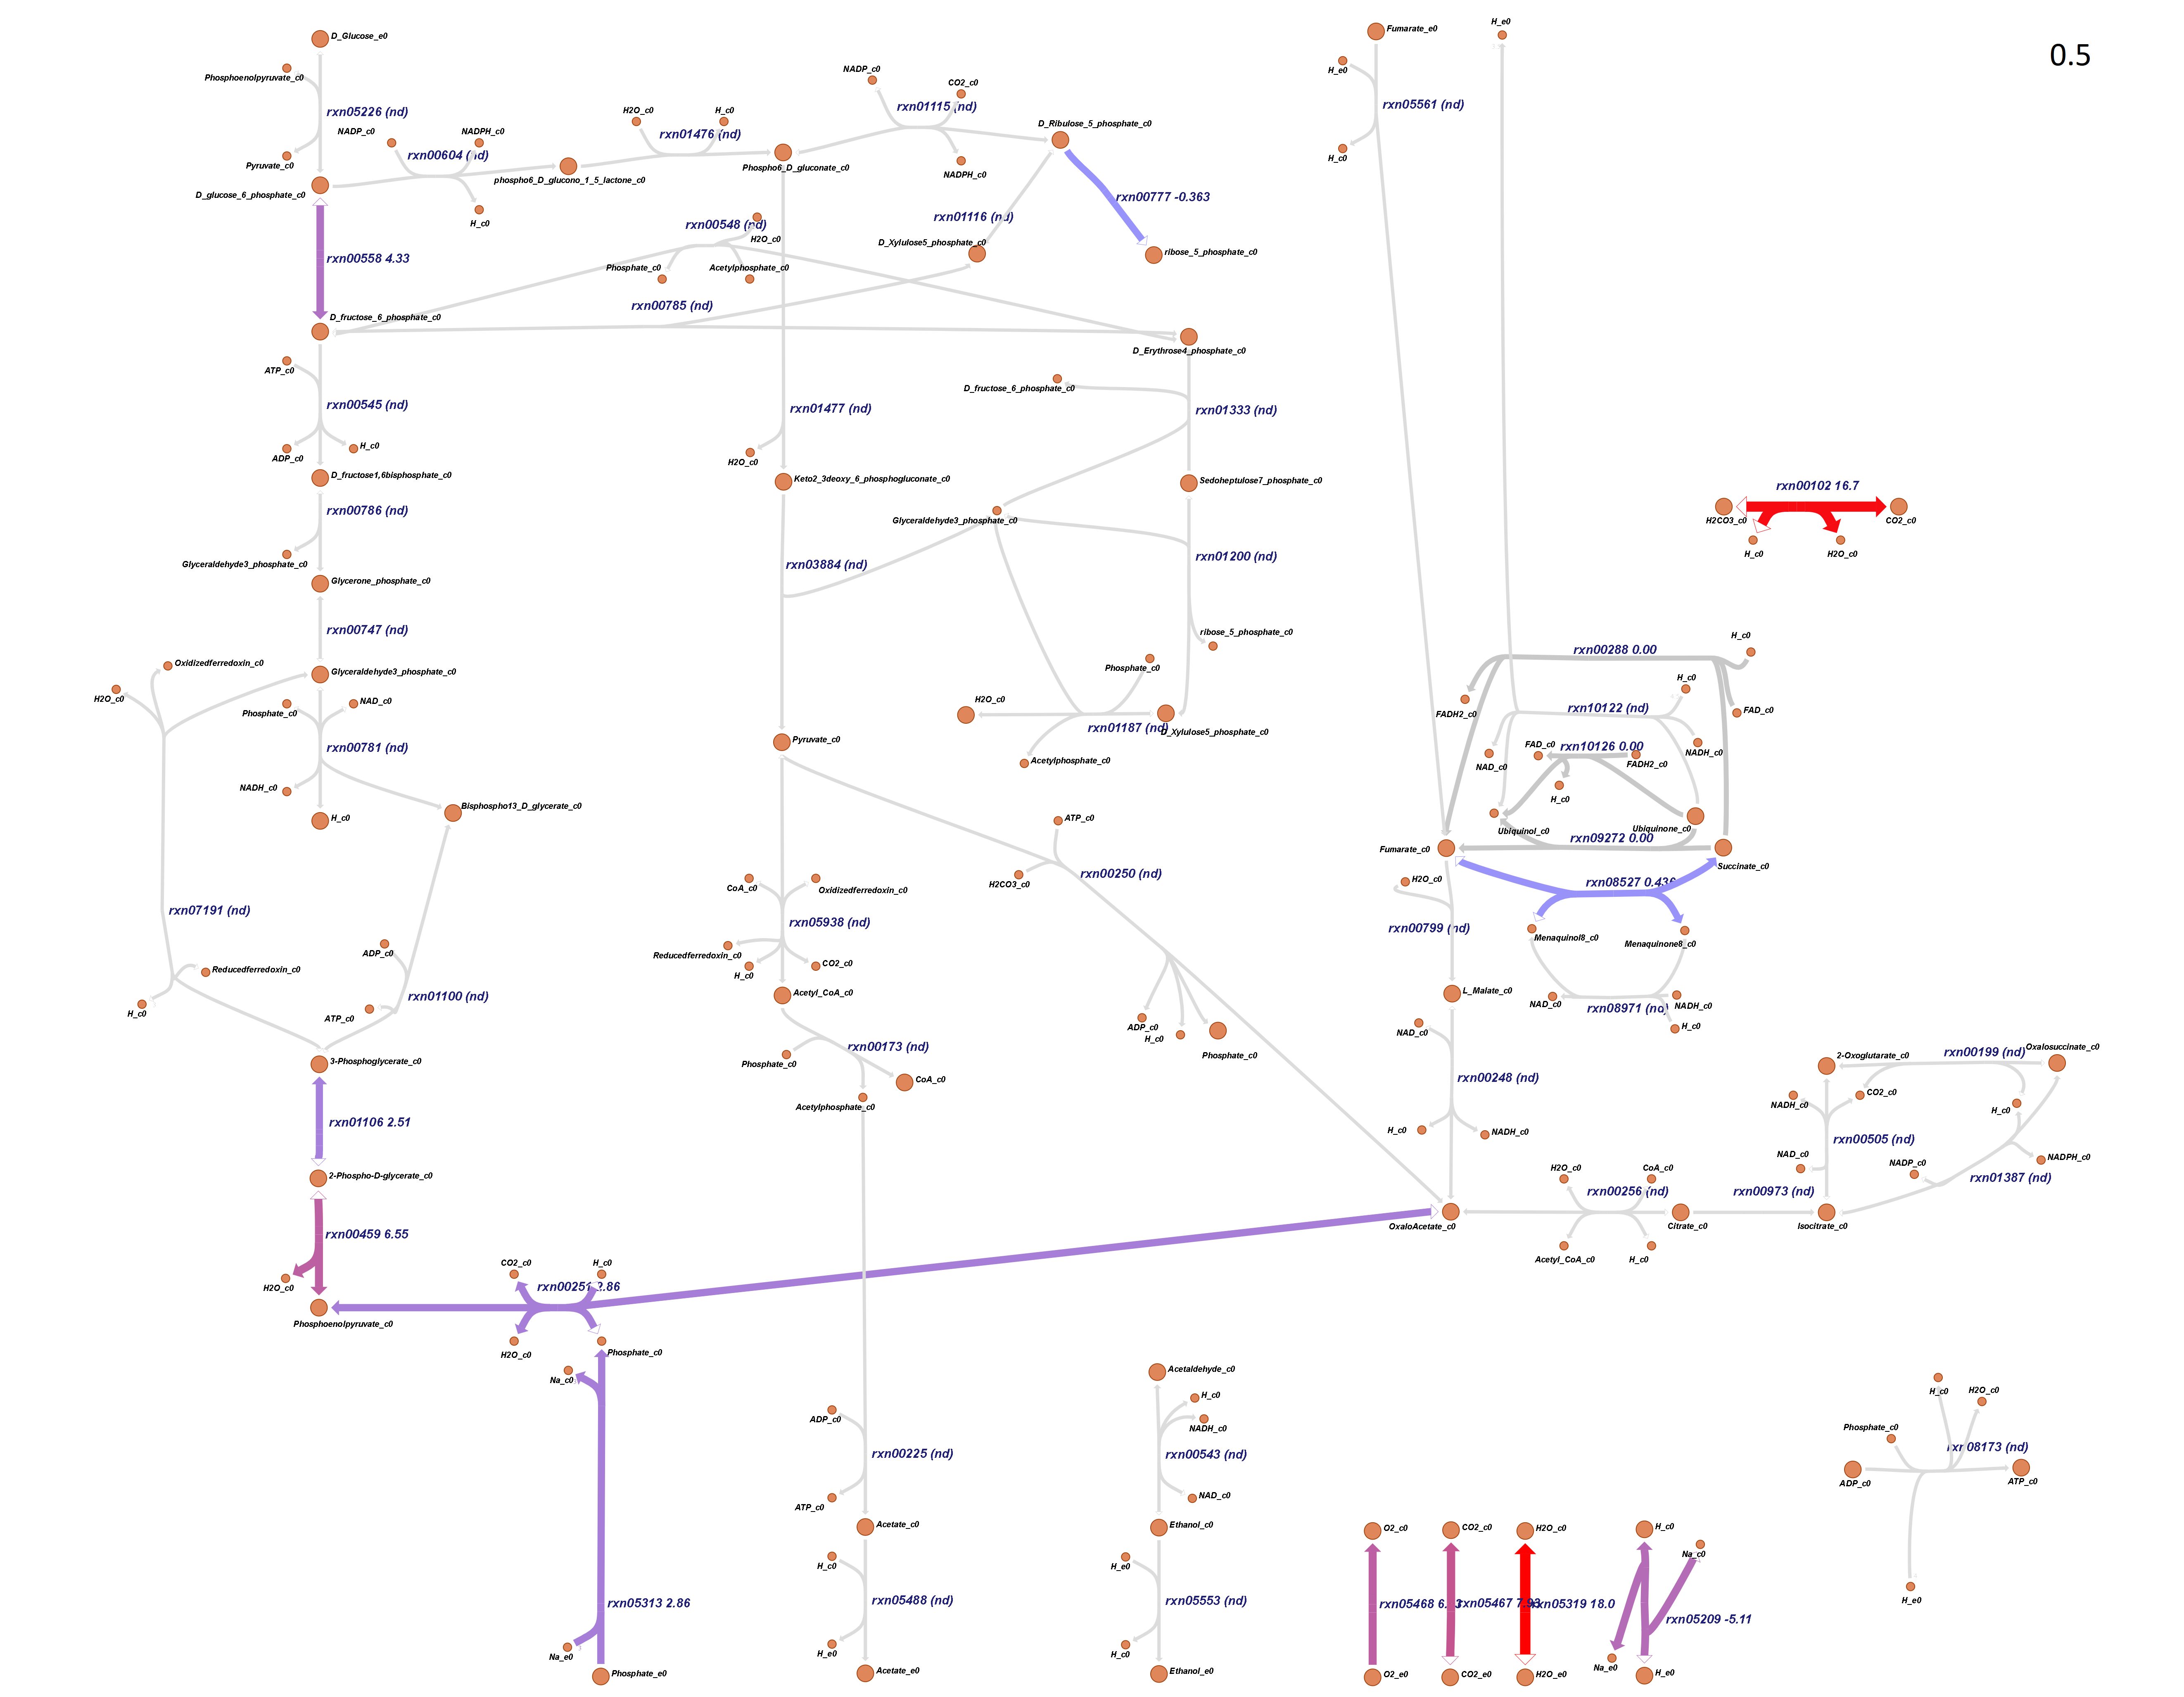 D_Glucose_e0
Phosphoenolpyruvate_c0
rxn05226 (nd)
Pyruvate_c0
D_glucose_6_phosphate_c0
NADP_c0
NADPH_c0
rxn00604 (nd)
H_c0
phospho6_D_glucono_1_5_lactone_c0
H2O_c0
H_c0
rxn01476 (nd)
Phospho6_D_gluconate_c0
NADP_c0
CO2_c0
rxn01115 (nd)
NADPH_c0
D_Ribulose_5_phosphate_c0
rxn00777 -0.363
ribose_5_phosphate_c0
rxn01116 (nd)
D_Xylulose5_phosphate_c0
rxn00548 (nd)
H2O_c0
Phosphate_c0
Acetylphosphate_c0
rxn00785 (nd)
rxn00558 4.33
D_fructose_6_phosphate_c0
D_Erythrose4_phosphate_c0
Fumarate_e0
H_e0
rxn05561 (nd)
H_c0
H_e0
0.5
ATP_c0
rxn00545 (nd)
ADP_c0
H_c0
D_fructose1,6bisphosphate_c0
rxn00786 (nd)
Glyceraldehyde3_phosphate_c0
Glycerone_phosphate_c0
rxn00747 (nd)
Oxidizedferredoxin_c0
H2O_c0
Glyceraldehyde3_phosphate_c0
Phosphate_c0
NAD_c0
rxn00781 (nd)
NADH_c0
H_c0
Bisphospho13_D_glycerate_c0
rxn07191 (nd)
Reducedferredoxin_c0
H_c0
ADP_c0
rxn01100 (nd)
ATP_c0
3-Phosphoglycerate_c0
rxn01106 2.51
2-Phospho-D-glycerate_c0
rxn00459 6.55
H2O_c0
Phosphoenolpyruvate_c0
rxn01477 (nd)
H2O_c0
Keto2_3deoxy_6_phosphogluconate_c0
rxn03884 (nd)
Pyruvate_c0
D_fructose_6_phosphate_c0
rxn01333 (nd)
Sedoheptulose7_phosphate_c0
Glyceraldehyde3_phosphate_c0
rxn01200 (nd)
ribose_5_phosphate_c0
Phosphate_c0
H2O_c0
rxn01187 (nd)
D_Xylulose5_phosphate_c0
Acetylphosphate_c0
ATP_c0
H2CO3_c0
rxn00250 (nd)
ADP_c0
H_c0
Phosphate_c0
CoA_c0
Oxidizedferredoxin_c0
rxn05938 (nd)
Reducedferredoxin_c0
H_c0
CO2_c0
Acetyl_CoA_c0
Phosphate_c0
rxn00173 (nd)
CoA_c0
Acetylphosphate_c0
rxn00102 16.7
H2CO3_c0
CO2_c0
H_c0
H2O_c0
rxn00288 0.00
H_c0
FADH2_c0
FAD_c0
H_c0
rxn10122 (nd)
NAD_c0
NADH_c0
FAD_c0
rxn10126 0.00
FADH2_c0
H_c0
Ubiquinol_c0
Ubiquinone_c0
rxn09272 0.00
Fumarate_c0
Succinate_c0
rxn08527 0.436
Menaquinol8_c0
Menaquinone8_c0
NAD_c0
rxn08971 (nd)
NADH_c0
H_c0
H2O_c0
rxn00799 (nd)
L_Malate_c0
NAD_c0
rxn00248 (nd)
H_c0
NADH_c0
OxaloAcetate_c0
H2O_c0
CoA_c0
rxn00256 (nd)
Acetyl_CoA_c0
H_c0
Citrate_c0
rxn00973 (nd)
Isocitrate_c0
2-Oxoglutarate_c0
rxn00199 (nd)
Oxalosuccinate_c0
NADH_c0
CO2_c0
H_c0
rxn00505 (nd)
NAD_c0
NADP_c0
NADPH_c0
rxn01387 (nd)
CO2_c0
H_c0
rxn00251 2.86
H2O_c0
Phosphate_c0
Na_c0
rxn05313 2.86
Na_e0
Phosphate_e0
ADP_c0
rxn00225 (nd)
ATP_c0
Acetate_c0
H_c0
rxn05488 (nd)
H_e0
Acetate_e0
Acetaldehyde_c0
H_c0
NADH_c0
rxn00543 (nd)
NAD_c0
Ethanol_c0
H_e0
rxn05553 (nd)
H_c0
Ethanol_e0
O2_c0
CO2_c0
H2O_c0
H_c0
Na_c0
rxn05468
rxn05467 7.93
rxn05319 18.0
rxn05209 -5.11
O2_e0
CO2_e0
H2O_e0
Na_e0
H_e0
H_c0
H2O_c0
Phosphate_c0
rxn08173 (nd)
ADP_c0
ATP_c0
H_e0